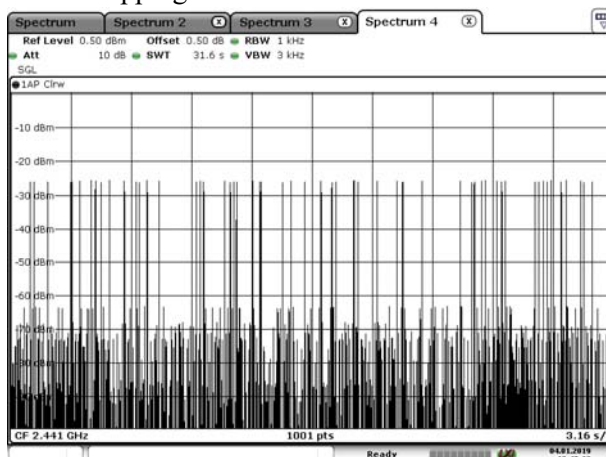 Spectrum Spectrum 2 Spectrum 3 Spectrum 4
Ref Level 0.50 dBm Offset 0.50 dB RBW 1 kHz
Att 10 dB SWT 31.6 s VBW 3 kHz
SGL
1AP Clrw
-10 dBm
-20 dBm
-30 dBm
-40 dBm
-50 dBm
-60 dBm
-70 dBm
CF 2.441 GHz 1001 pts 3.16 s/
Ready 04.01.2019